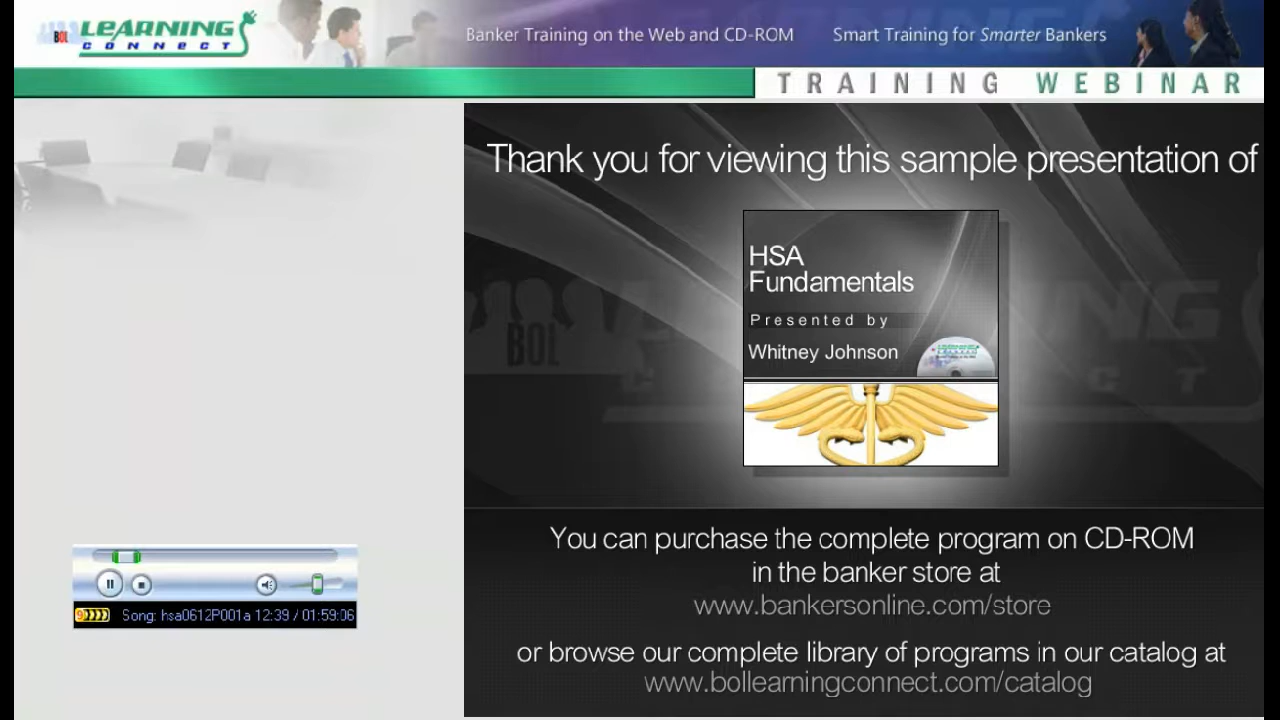 BOL LEARNING CONNECT
Banker Training on the Web and CD-ROM
Smart Training for Smarter Bankers
TRAINING WEBINAR
Thank you for viewing this sample presentation of
HSA
Fundamentals
Presented by
Whitney Johnson
You can purchase the complete program on CD-ROM
in the banker store at
www.bankersonline.com/store
or browse our complete library of programs in our catalog at
www.bollearningconnect.com/catalog
Song: hsa0612P001a 12:39 / 01:59:06